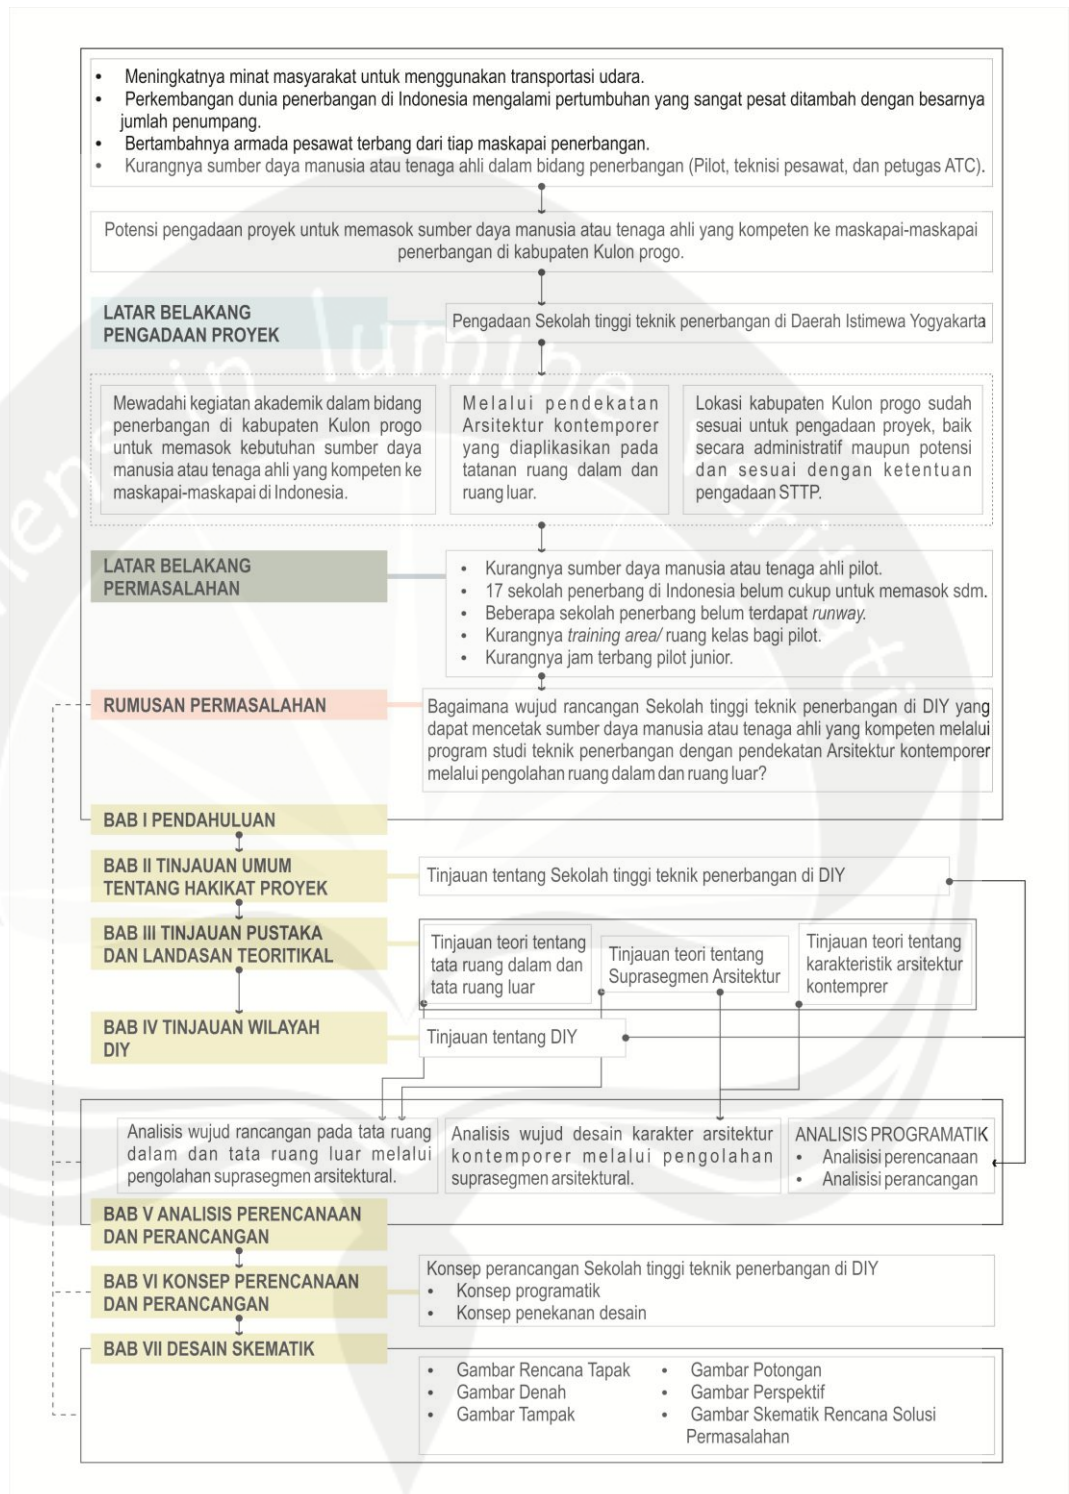 • Meningkatnya minat masyarakat untuk menggunakan transportasi udara.
• Perkembangan dunia penerbangan di Indonesia mengalami pertumbuhan yang sangat pesat ditambah dengan besarnya
jumlah penumpang.
• Bertambahnya armada pesawat terbang dari tiap maskapai penerbangan.
• Kurangnya sumber daya manusia atau tenaga ahli dalam bidang penerbangan (Pilot, teknisi pesawat, dan petugas ATC).
Potensi pengadaan proyek untuk memasok sumber daya manusia atau tenaga ahli yang kompeten ke maskapai-maskapai
penerbangan di kabupaten Kulon progo.
LATAR BELAKANG
PENGADAAN PROYEK
Pengadaan Sekolah tinggi teknik penerbangan di Daerah Istimewa Yogyakarta
Mewadahi kegiatan akademik dalam bidang
penerbangan di kabupaten Kulon progo
untuk memasok kebutuhan sumber daya
manusia atau tenaga ahli yang kompeten ke
maskapai-maskapai di Indonesia.
Melalui pendekatan
Arsitektur kontemporer
yang diaplikasikan pada
tatanan ruang dalam dan
ruang luar.
Lokasi kabupaten Kulon progo sudah
sesuai untuk pengadaan proyek, baik
secara administratif maupun potensi
dan sesuai dengan ketentuan
pengadaan STTP.
LATAR BELAKANG
PERMASALAHAN
• Kurangnya sumber daya manusia atau tenaga ahli pilot.
• 17 sekolah penerbang di Indonesia belum cukup untuk memasok sdm.
• Beberapa sekolah penerbang belum terdapat runway.
• Kurangnya training area/ ruang kelas bagi pilot.
• Kurangnya jam terbang pilot junior.
RUMUSAN PERMASALAHAN
Bagaimana wujud rancangan Sekolah tinggi teknik penerbangan di DIY yang
dapat mencetak sumber daya manusia atau tenaga ahli yang kompeten melalui
program studi teknik penerbangan dengan pendekatan Arsitektur kontemporer
melalui pengolahan ruang dalam dan ruang luar?
BAB I PENDAHULUAN
BAB II TINJAUAN UMUM
TENTANG HAKIKAT PROYEK
Tinjauan tentang Sekolah tinggi teknik penerbangan di DIY
BAB III TINJAUAN PUSTAKA
DAN LANDASAN TEORITIKAL
Tinjauan teori tentang
tata ruang dalam dan
tata ruang luar
Tinjauan teori tentang
Suprasegmen Arsitektur
Tinjauan teori tentang
karakteristik arsitektur
kontemprer
BAB IV TINJAUAN WILAYAH
DIY
Tinjauan tentang DIY
Analisis wujud rancangan pada tata ruang
dalam dan tata ruang luar melalui
pengolahan suprasegmen arsitektural.
Analisis wujud desain karakter arsitektur
kontemporer melalui pengolahan
suprasegmen arsitektural.
ANALISIS PROGRAMATIK
• Analisisi perencanaan
• Analisisi perancangan
BAB V ANALISIS PERENCANAAN
DAN PERANCANGAN
BAB VI KONSEP PERENCANAAN
DAN PERANCANGAN
Konsep perancangan Sekolah tinggi teknik penerbangan di DIY
• Konsep programatik
• Konsep penekanan desain
BAB VII DESAIN SKEMATIK
• Gambar Rencana Tapak
• Gambar Denah
• Gambar Tampak
• Gambar Potongan
• Gambar Perspektif
• Gambar Skematik Rencana Solusi
Permasalahan
in lumine veritatis